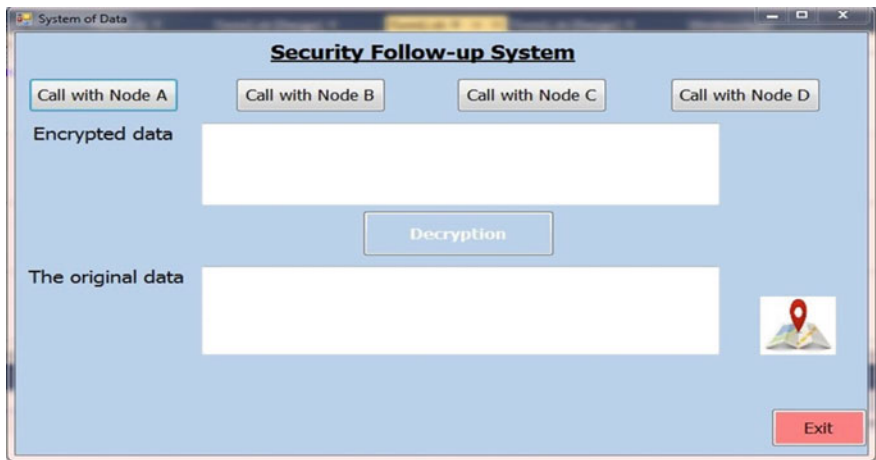 System of Data
Security Follow-up System
Call with Node A Call with Node B Call with Node C Call with Node D
Encrypted data
Decryption
The original data
Exit